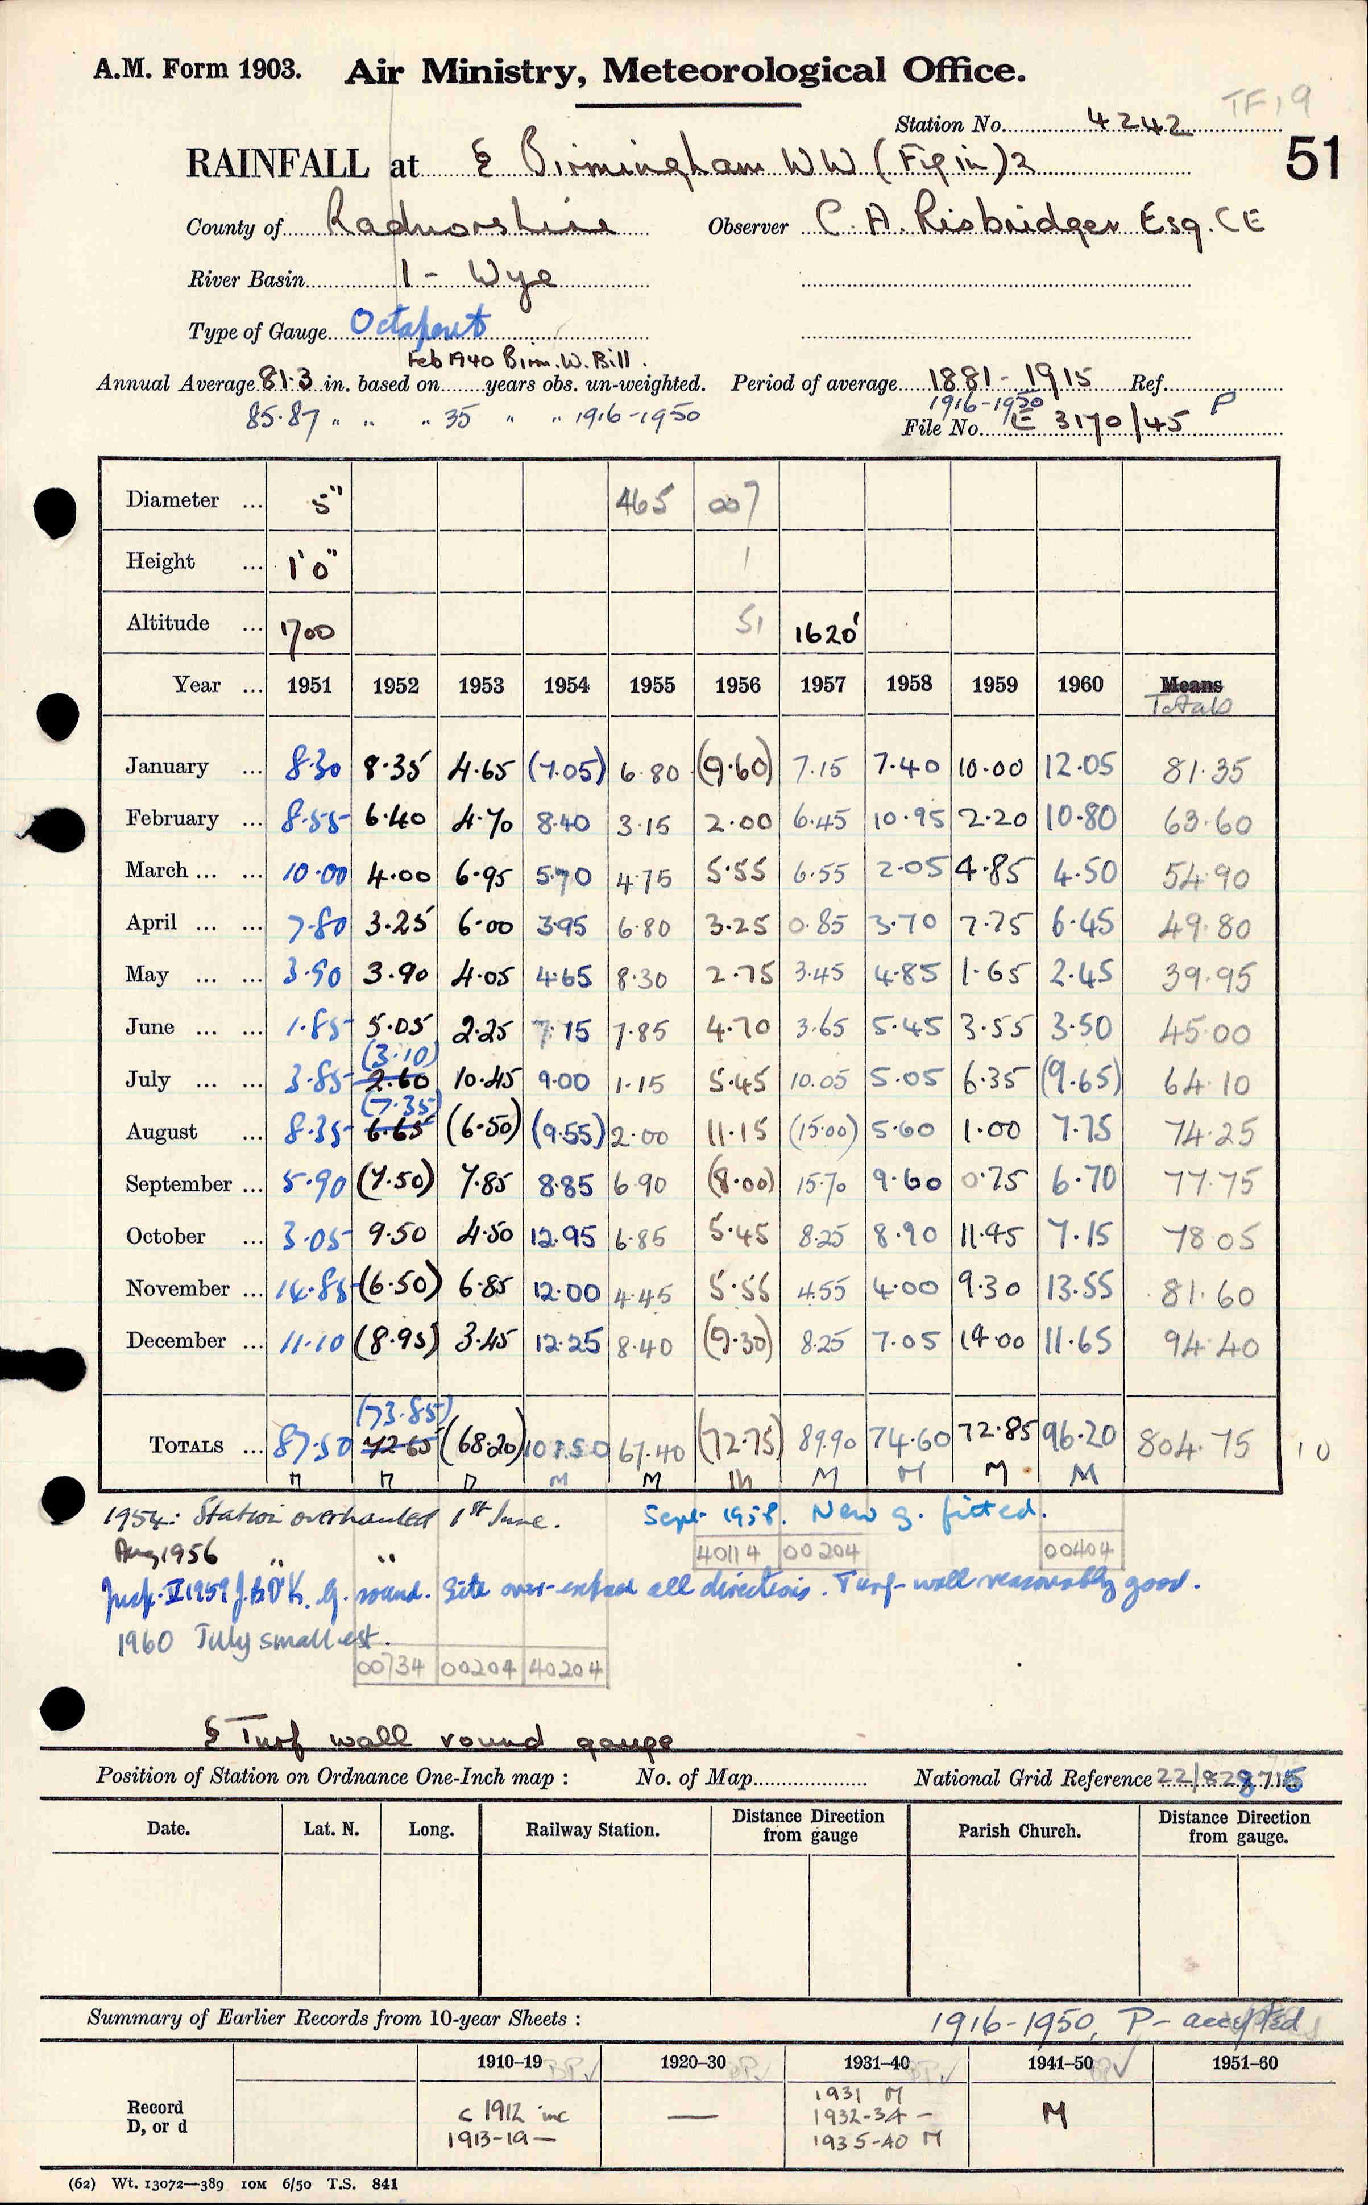 A.M. Form 1903. Air Ministry, Meteorological Office.
TF19
Station No. 4242
51
RAINFALL at § Birmingham WW (Figin) 2
County of Radnorshire Observer C. A. Risbridger Esq. CE
River Basin 1 - Wye
Type of Gauge Octapent
Feb 1940 Birm. W. Bill.
Annual Average 81.3 in. based on years obs. un-weighted. Period of average 1881-1915 Ref.
85.87 " " " 35 " " 1916-1950 1916-1950 P
File No. E 3170/45
Diameter ... 5" 465 007
Height ... 1'0" 1
Altitude ... 1700 51 1620'
Year ... 1951 1952 1953 1954 1955 1956 1957 1958 1959 1960 Means
Totals
January ... 8.30 8.35 4.65 (7.05) 6.80 (9.60) 7.15 7.40 10.00 12.05 81.35
February ... 8.55 6.40 4.70 8.40 3.15 2.00 6.45 10.95 2.20 10.80 63.60
March ... ... 10.00 4.00 6.95 5.70 4.75 5.55 6.55 2.05 4.85 4.50 54.90
April ... ... 7.80 3.25 6.00 3.95 6.80 3.25 0.85 3.70 7.75 6.45 49.80
May ... ... 3.90 3.90 4.05 4.65 8.30 2.75 3.45 4.85 1.65 2.45 39.95
June ... ... 1.85 5.05 2.25 7.15 7.85 4.70 3.65 5.45 3.55 3.50 45.00
(3.10)
July ... ... 3.85 2.60 10.45 9.00 1.15 5.45 10.05 5.05 6.35 (9.65) 64.10
(7.35)
August ... 8.35 6.65 (6.50) (9.55) 2.00 11.15 (15.00) 5.60 1.00 7.75 74.25
September ... 5.90 (7.50) 7.85 8.85 6.90 (8.00) 15.70 9.60 0.75 6.70 77.75
October ... 3.05 9.50 4.50 12.95 6.85 5.45 8.25 8.90 11.45 7.15 78.05
November ... 14.85 (6.50) 6.85 12.00 4.45 5.55 4.55 4.00 9.30 13.55 81.60
December ... 11.10 (8.95) 3.45 12.25 8.40 (9.30) 8.25 7.05 14.00 11.65 94.40
(73.85)
TOTALS ... 87.50 72.65 (68.20) 101.50 67.40 (72.75) 89.90 74.60 72.85 96.20 804.75 10
M M M M M M M M M M
1954: Station overhauled 1st June. Sept 1958. New g. fitted.
Aug 1956 " " 40114 00204 00404
Insp. V 1959 G. round. Site over-exposed all directions. Turf-wall reasonably good.
1960 July small est.
00734 00204 40204
§ Turf wall round gauge
Position of Station on Ordnance One-Inch map : No. of Map National Grid Reference 22/828715
Date. Lat. N. Long. Railway Station. Distance Direction from gauge Parish Church. Distance Direction from gauge.
Summary of Earlier Records from 10-year Sheets : 1916-1950, P- accepted
1910–19 1920–30 1931–40 1941–50 1951–60
Record
D, or d
c 1912 inc
1913-19 —
—
1931 M
1932-34 -
1935-40 M
M
(62) Wt. 13072—389 10M 6/50 T.S. 841